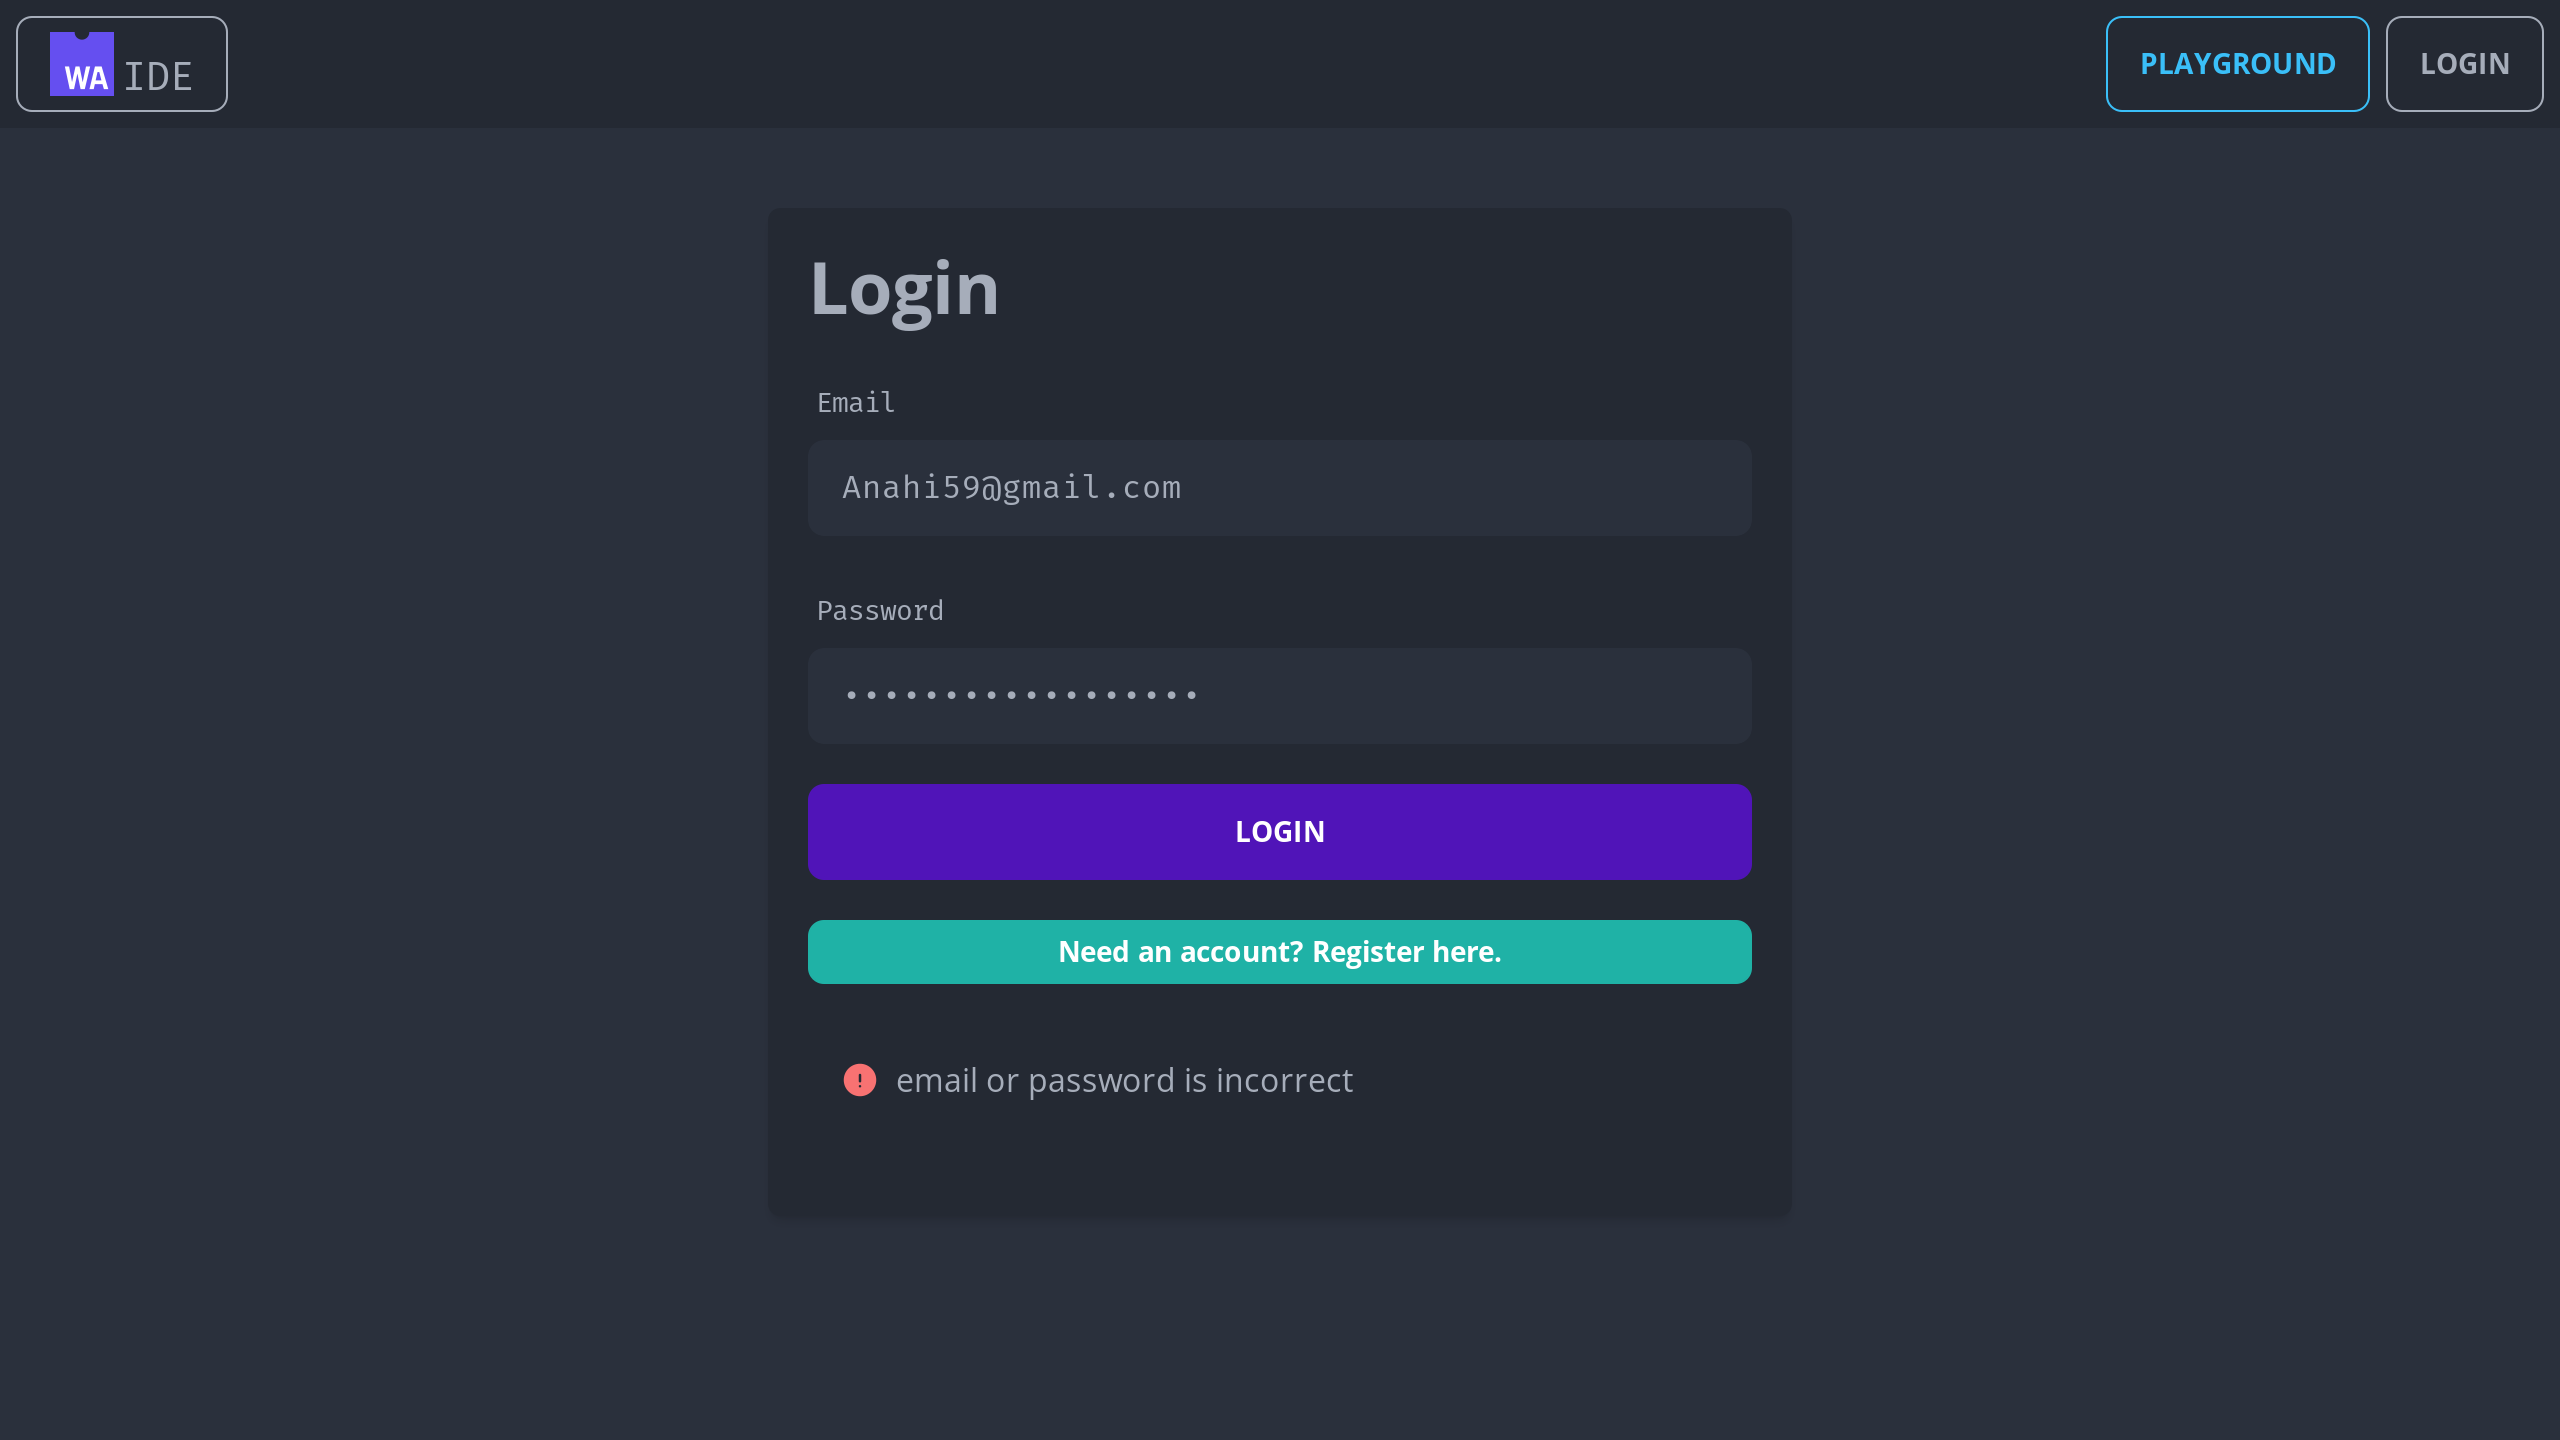 WA IDE
PLAYGROUND
LOGIN
Login
Email
Anahi59@gmail.com
Password
••••••••••••••••••
LOGIN
Need an account? Register here.
email or password is incorrect